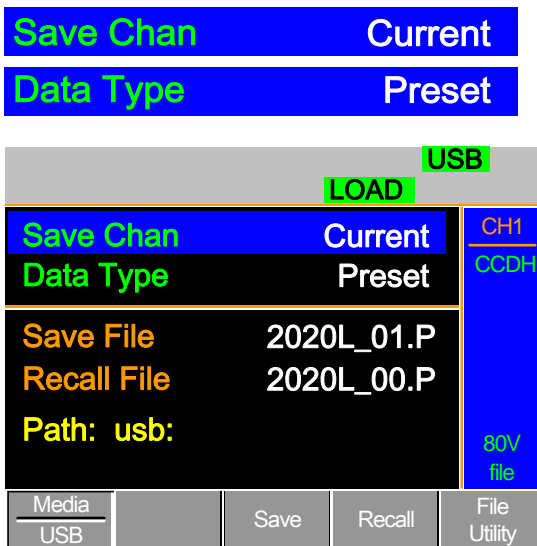 Save Chan Current
Data Type Preset
USB
LOAD
Save Chan Current
CH1
Data Type Preset
CCDH
Save File 2020L_01.P
Recall File 2020L_00.P
Path: usb:
80V
file
Media
USB
Save
Recall
File
Utility